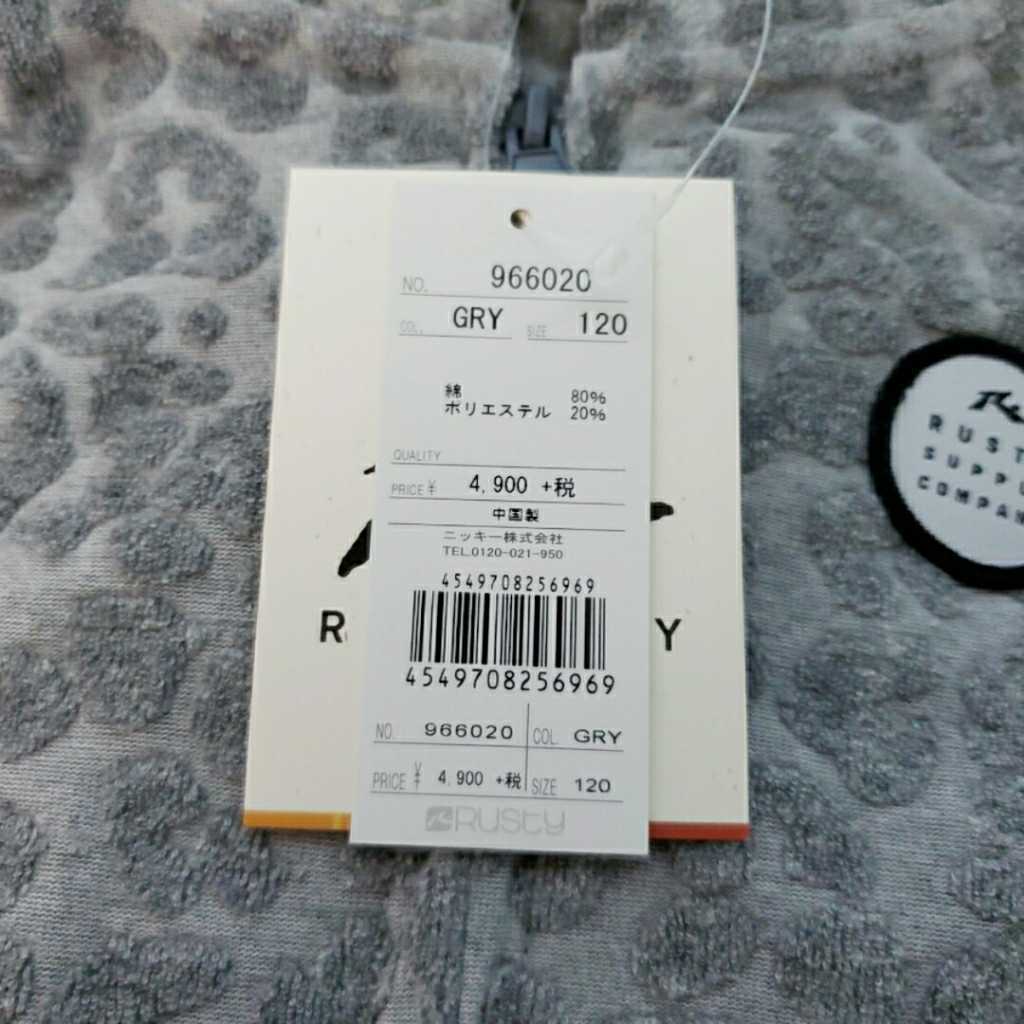 NO. 966020
COL. GRY SIZE 120
綿 80%
ポリエステル 20%
QUALITY
PRICE ¥ 4,900 +税
中国製
ニッキー株式会社
TEL.0120-021-950
4549708256969
4549708256969
NO. 966020 COL. GRY
PRICE ¥ 4,900 +税 SIZE 120
RUSTY
R Y
RUST
SUPPL
COMPAN